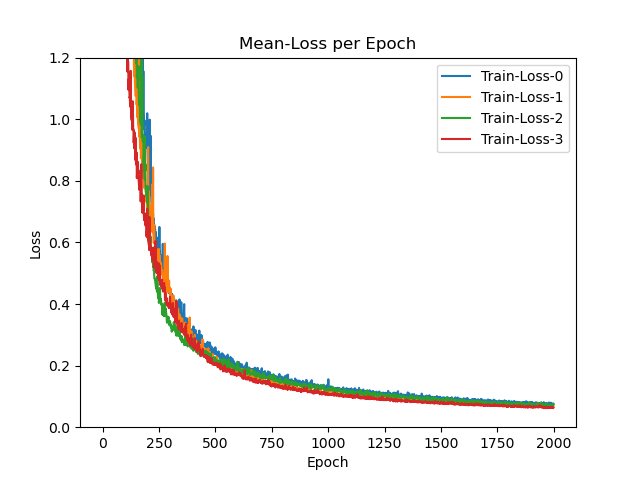 Mean-Loss per Epoch
Train-Loss-0
Train-Loss-1
Train-Loss-2
Train-Loss-3
Loss
1.2
1.0
0.8
0.6
0.4
0.2
0.0
0 250 500 750 1000 1250 1500 1750 2000
Epoch